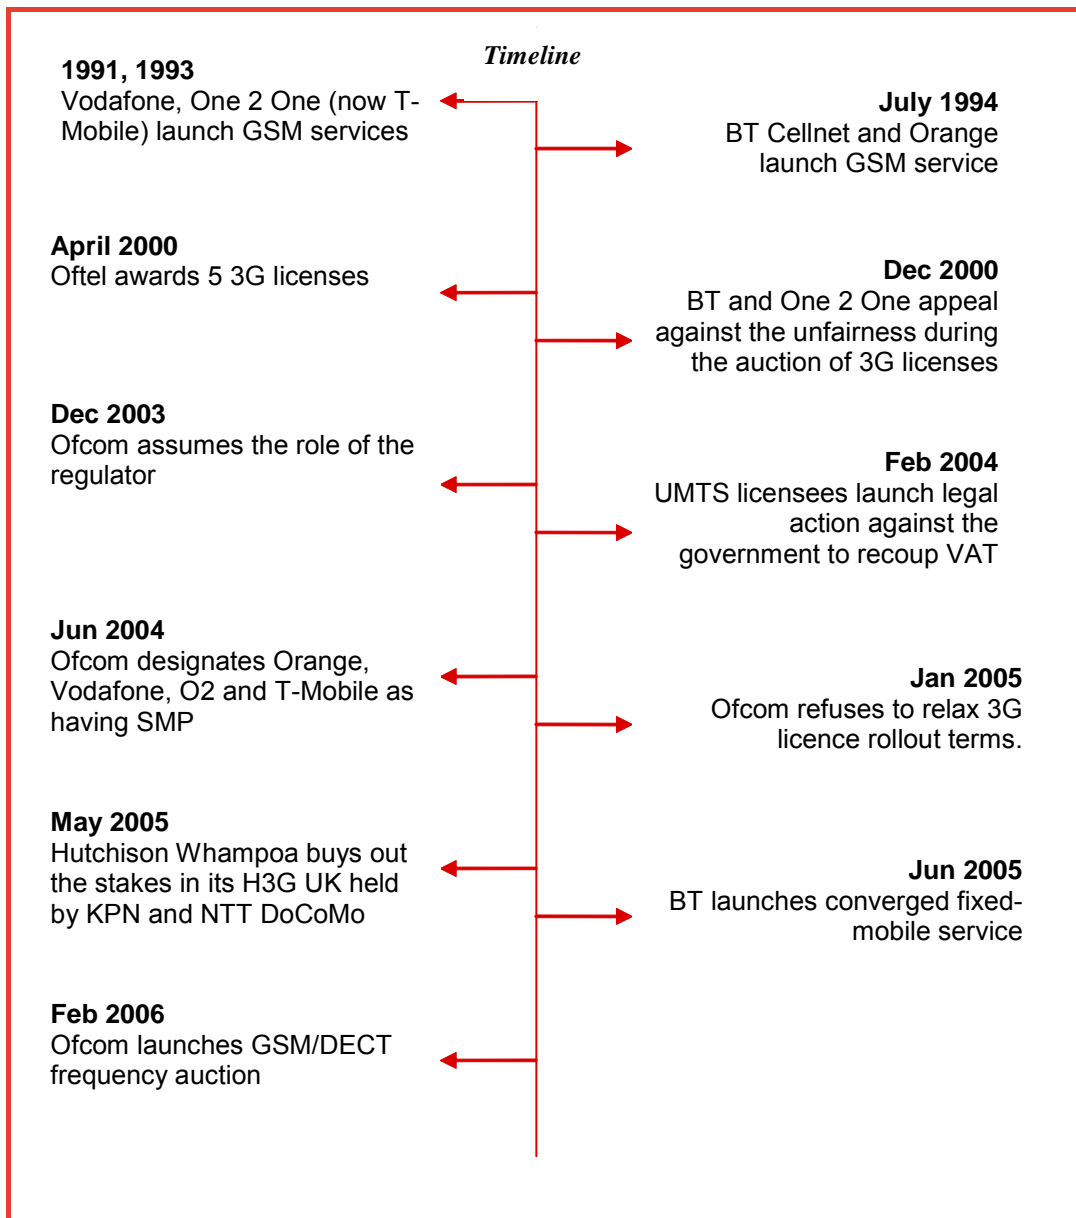 Timeline
1991, 1993
Vodafone, One 2 One (now T-
Mobile) launch GSM services
July 1994
BT Cellnet and Orange
launch GSM service
April 2000
Oftel awards 5 3G licenses
Dec 2000
BT and One 2 One appeal
against the unfairness during
the auction of 3G licenses
Dec 2003
Ofcom assumes the role of the
regulator
Feb 2004
UMTS licensees launch legal
action against the
government to recoup VAT
Jun 2004
Ofcom designates Orange,
Vodafone, O2 and T-Mobile as
having SMP
Jan 2005
Ofcom refuses to relax 3G
licence rollout terms.
May 2005
Hutchison Whampoa buys out
the stakes in its H3G UK held
by KPN and NTT DoCoMo
Jun 2005
BT launches converged fixed-
mobile service
Feb 2006
Ofcom launches GSM/DECT
frequency auction